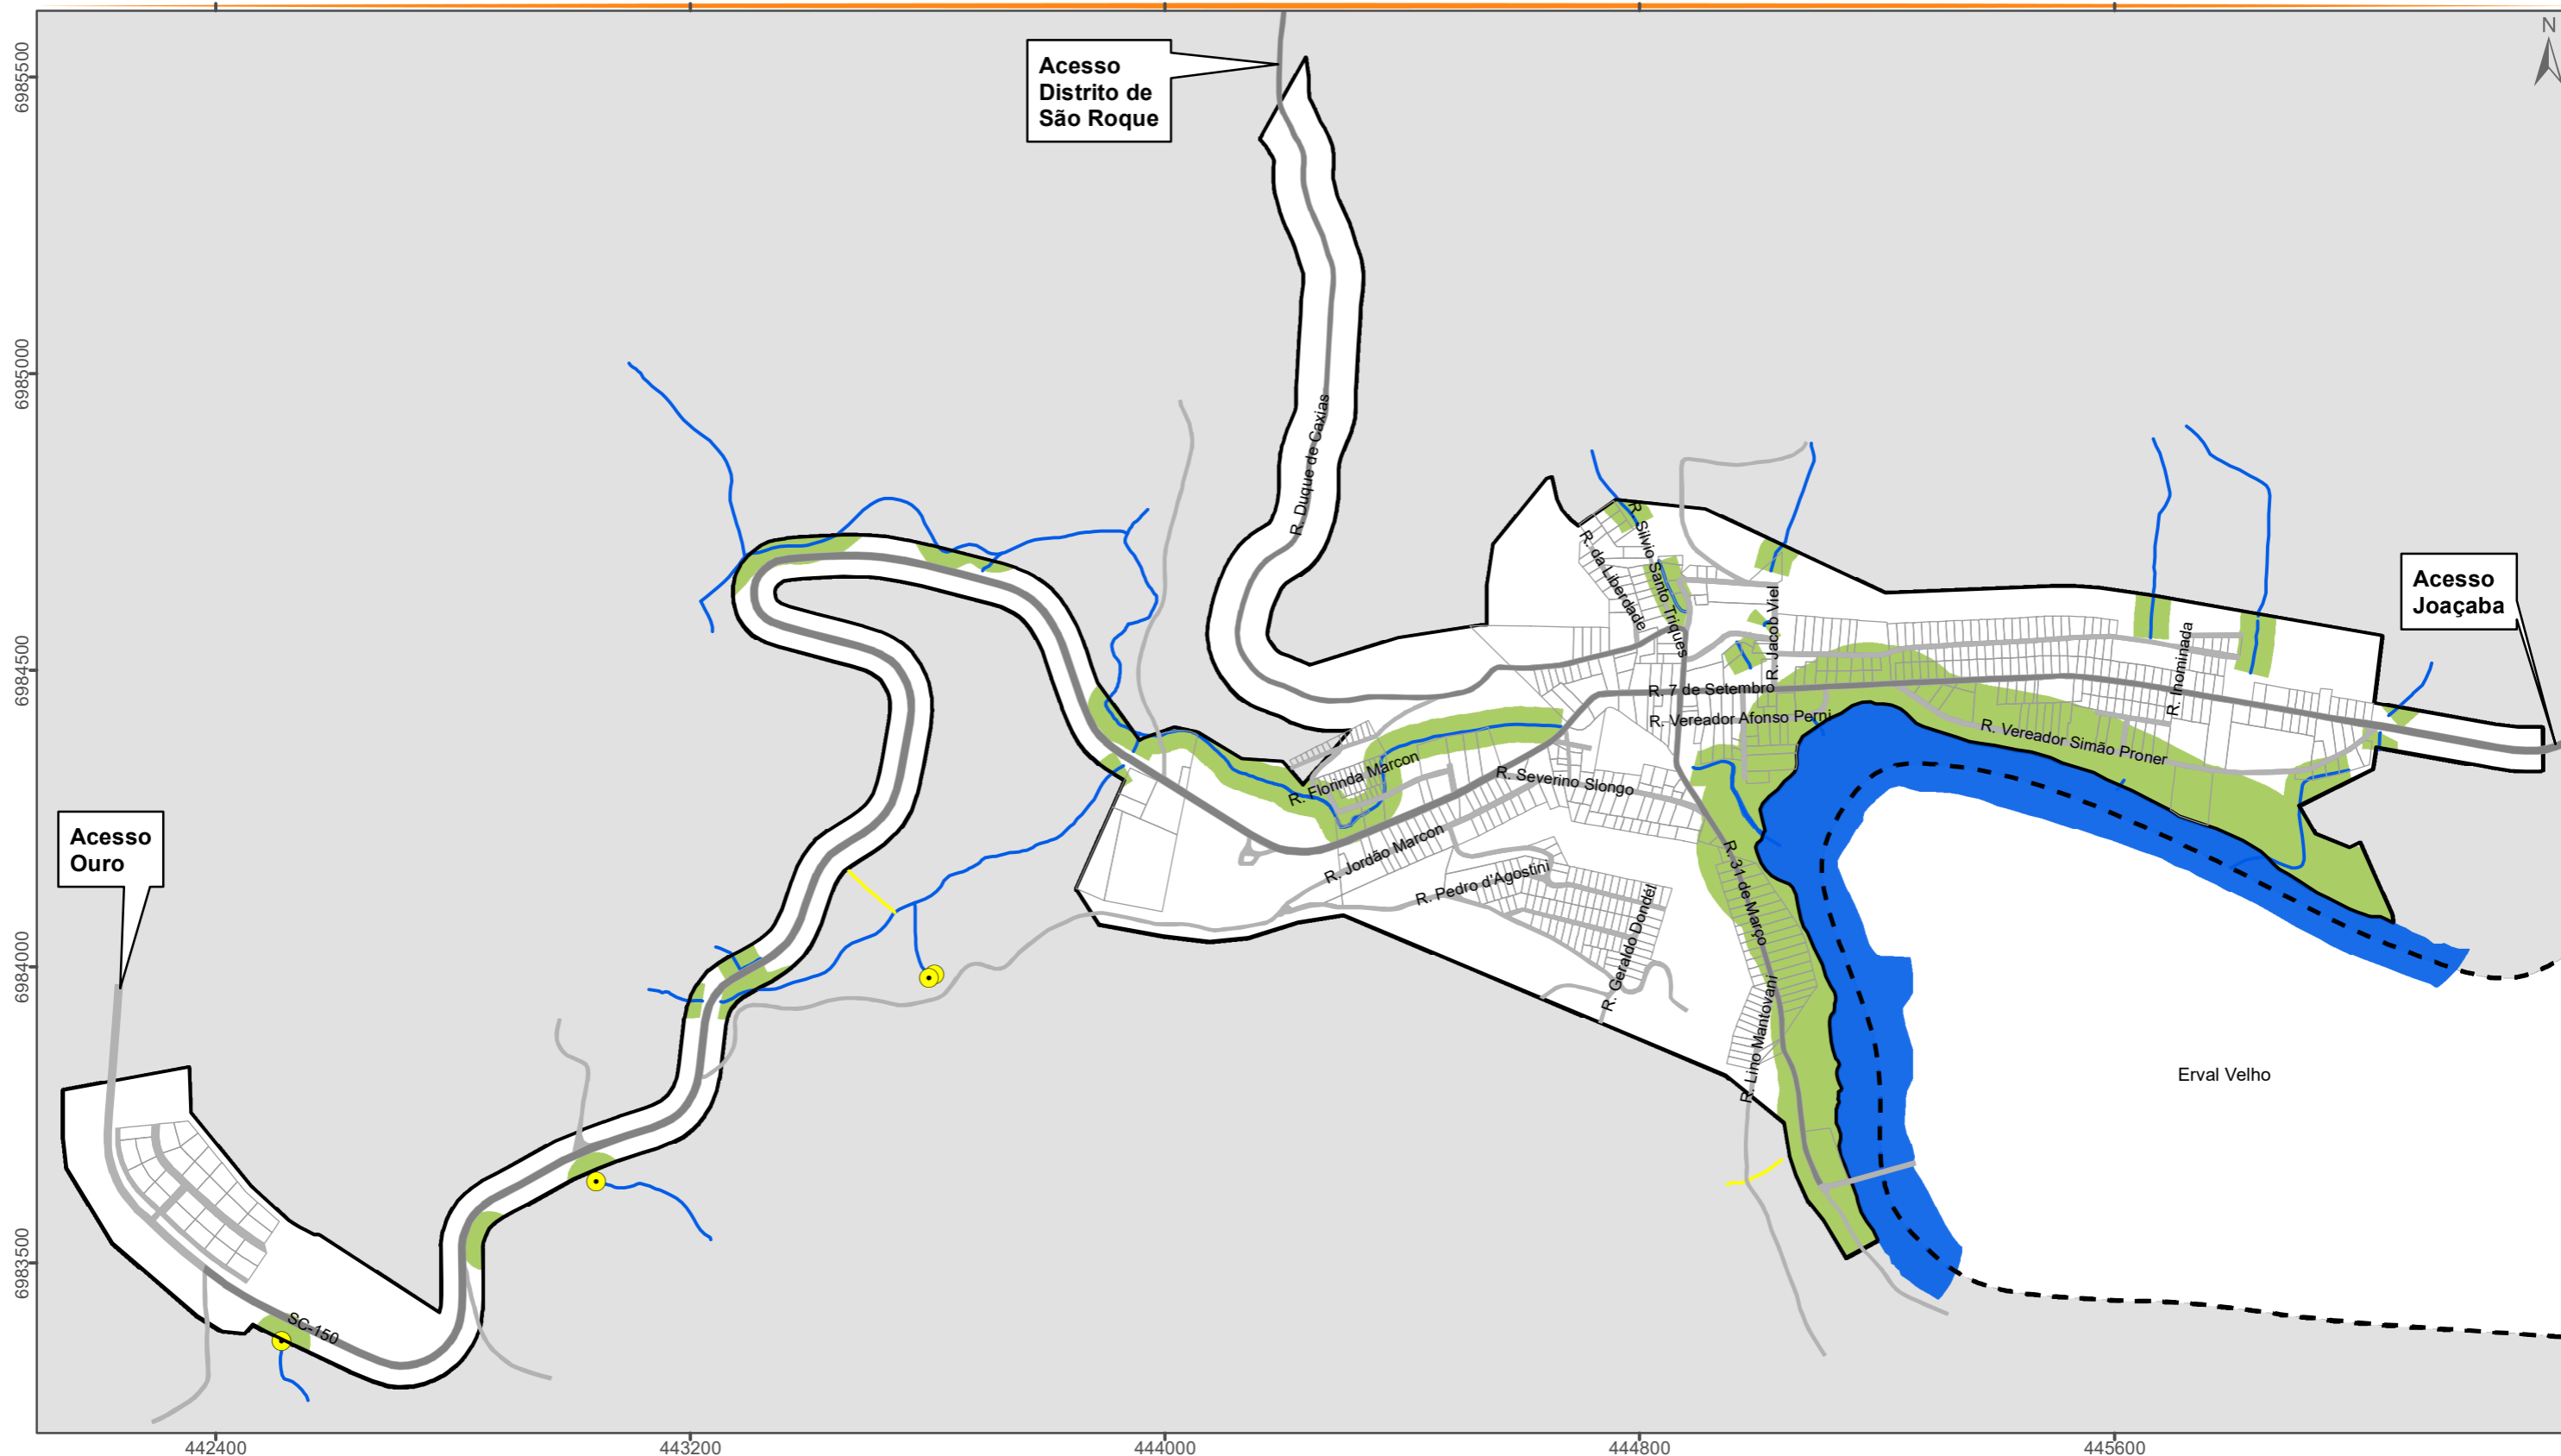 N
Acesso
Distrito de
São Roque
6985500
6985000
6984500
6984000
6983500
R. Duque de Caxias
R. Silvio Santo Triques
R. da Liberdade
R. Jacob Viel
Acesso
Joaçaba
R. Inominada
R. 7 de Setembro
R. Vereador Afonso Perni
R. Vereador Simão Proner
R. Florinda Marcon
R. Severino Slongo
R. Jordão Marcon
R. Pedro d'Agostini
R. 31 de Março
R. Geraldo Dondél
R. Lino Mantovani
Acesso
Ouro
Erval Velho
SC-150
442400
443200
444000
444800
445600